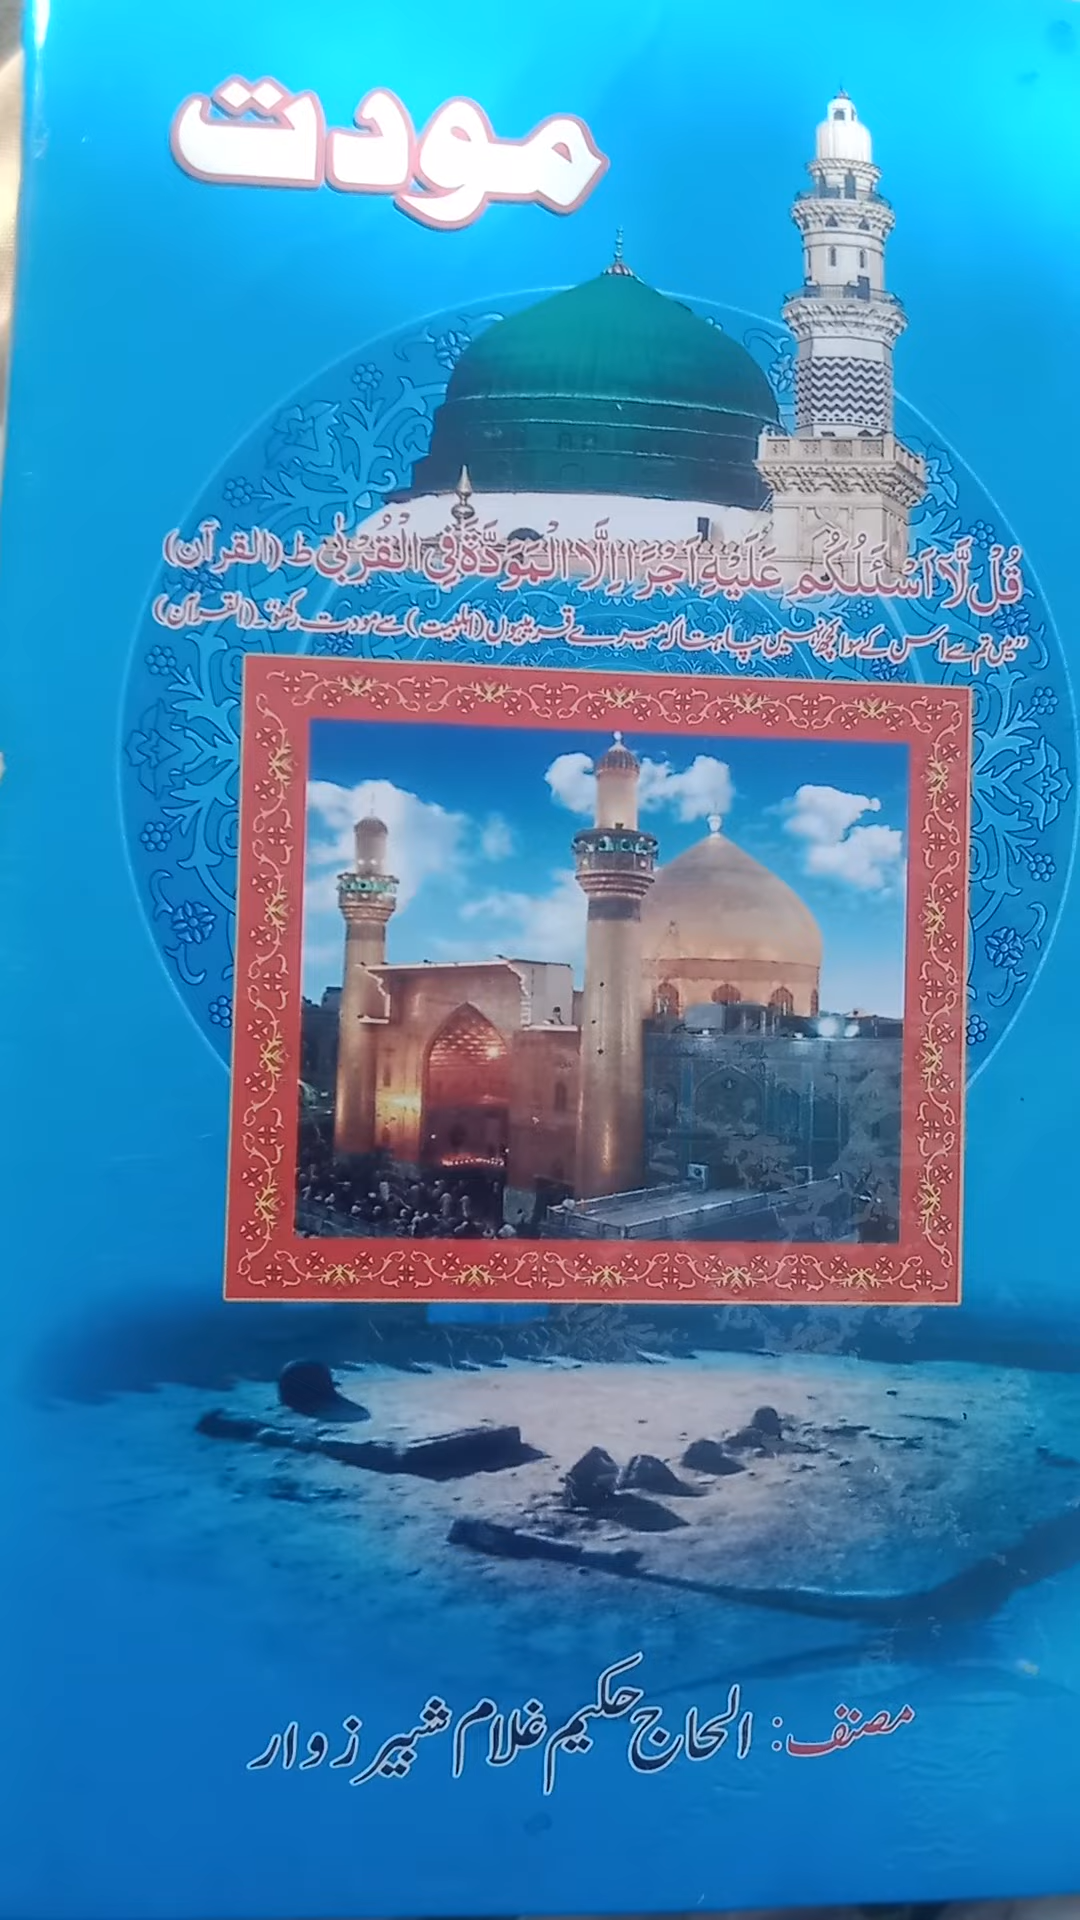 مودت
قُلْ لَّا اَسْئَلُكُمْ عَلَيْهِ اَجْرًا اِلَّا الْمَوَدَّةَ فِي الْقُرْبٰى ط (القرآن)
”میں تم سے اس کے سوا کچھ نہیں چاہتا کہ میرے قریبیوں (اہلبیت) سے مودت رکھو“۔ (القرآن)
مصنف: الحاج حکیم غلام شبیر زوار